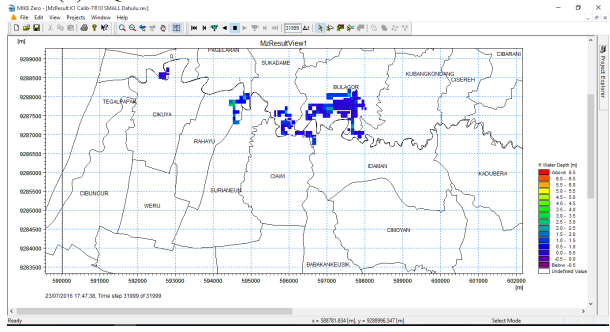 MIKE Zero - [MzResult K1 Calib-TR10 SMALL Dahulu.rev]
File Edit View Projects Window Help
31999
[m]
MzResultView1
Project Explorer
9289000
9288500
9288000
9287500
9287000
9286500
9286000
9285500
9285000
9284500
9284000
9283500
PAGELARAN
SUKADAME
CIBARANI
KUBANGKONDANG
CISEREH
BULAGOR
TEGALPAPAK
CIKUYA
RAHAYU
IDAMAN
KADUBERA
CIAWI
SURIANEUN
CIBUNGUR
WERU
CIMOYAN
BABAKANKEUSIK
H Water Depth [m]
Above 6.5
6.0 - 6.5
5.5 - 6.0
5.0 - 5.5
4.5 - 5.0
4.0 - 4.5
3.5 - 4.0
3.0 - 3.5
2.5 - 3.0
2.0 - 2.5
1.5 - 2.0
1.0 - 1.5
0.5 - 1.0
0.0 - 0.5
-0.5 - 0.0
Below -0.5
Undefined Value
590000 591000 592000 593000 594000 595000 596000 597000 598000 599000 600000 601000 602000
[m]
23/07/2016 17:47:38, Time step 31999 of 31999
Ready
x = 588781.834 [m], y = 9288996.547 [m]
Select Mode